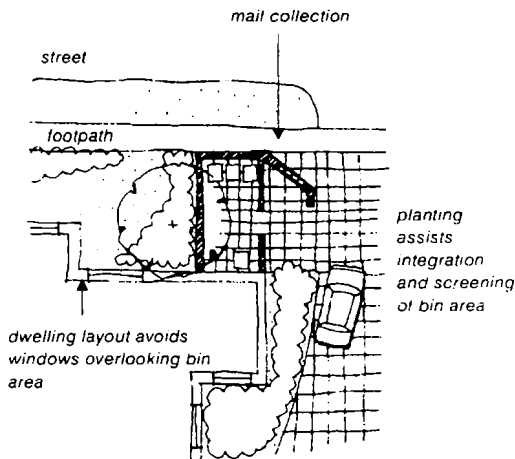 mail collection
street
footpath
planting
assists
integration
and screening
of bin area
dwelling layout avoids
windows overlooking bin
area